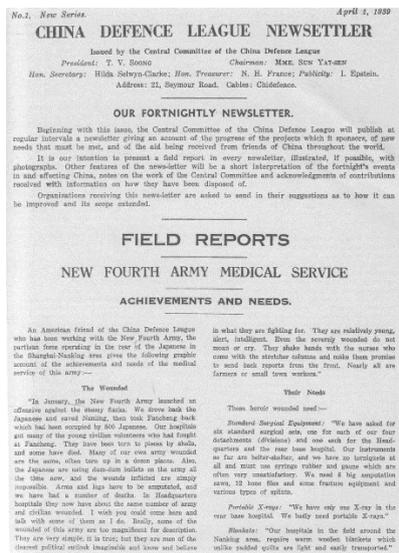 No.1, New Series.
April 1, 1939
CHINA DEFENCE LEAGUE NEWSETTLER
Issued by the Central Committee of the China Defence League
President: T. V. SOONG Chairman: MME. SUN YAT-SEN
Hon. Secretary: Hilda Selwyn-Clarke; Hon. Treasurer: N. H. France; Publicity: I. Epstein.
Address: 21, Seymour Road. Cables: Chidefence.
OUR FORTNIGHTLY NEWSLETTER.
Beginning with this issue, the Central Committee of the China Defence League will publish at
regular intervals a newsletter giving an account of the progress of the projects which it sponsors, of new
needs that must be met, and of the aid being received from friends of China throughout the world.
It is our intention to present a field report in every newsletter, illustrated, if possible, with
photographs. Other features of the news-letter will be a short interpretation of the fortnight's events
in and affecting China, notes on the work of the Central Committee and acknowledgments of contributions
received with information on how they have been disposed of.
Organizations receiving this news-letter are asked to send in their suggestions as to how it can
be improved and its scope extended.
FIELD REPORTS
NEW FOURTH ARMY MEDICAL SERVICE
ACHIEVEMENTS AND NEEDS.
An American friend of the China Defence League
who has been working with the New Fourth Army, the
partisan force operating in the rear of the Japanese in
the Shanghai-Nanking area gives the following graphic
account of the achievements and needs of the medical
service of this army:—
The Wounded
"In January, the New Fourth Army launched an
offensive against the enemy flanks. We drove back the
Japanese and saved Nanling, then took Fancheng back
which had been occupied by 800 Japanese. Our hospitals
got many of the young civilian volunteers who had fought
at Fancheng. They have been torn to pieces by shells,
and some have died. Many of our own army wounded
are the same, often torn up in a dozen places. Also,
the Japanese are using dum-dum bullets on the army all
the time now, and the wounds inflicted are simply
impossible. Arms and legs have to be amputated, and
we have had a number of deaths. In Headquarters
hospitals they now have about the same number of army
and civilian wounded. I wish you could come here and
talk with some of them as I do. Really, some of the
wounded of this army are too magnificent for description.
They are very simple, it is true; but they are men of the
clearest political outlook imaginable and know and believe
in what they are fighting for. They are relatively young,
alert, intelligent. Even the severely wounded do not
moan or cry. They shake hands with the nurses who
come with the stretcher columns and make them promise
to send back reports from the front. Nearly all are
farmers or small town workers."
Their Needs
These heroic wounded need:—
Standard Surgical Equipment: "We have asked for
six standard surgical sets, one for each of our four
detachments (divisions) and one each for the Head-
quarters and the rear base hospital. Our instruments
so far are helter-skelter, and we have no torniquets at
all and must use syringe rubber and gauze which are
often very unsatisfactory. We need 8 big amputation
saws, 12 bone files and some fracture equipment and
various types of splints.
Portable X-rays: "We have only one X-ray in the
rear base hospital. We badly need portable X-rays."
Blankets: "Our hospitals in the field around the
Nanking area, require warm woolen blankets which
unlike padded quilts are light and easily transported."